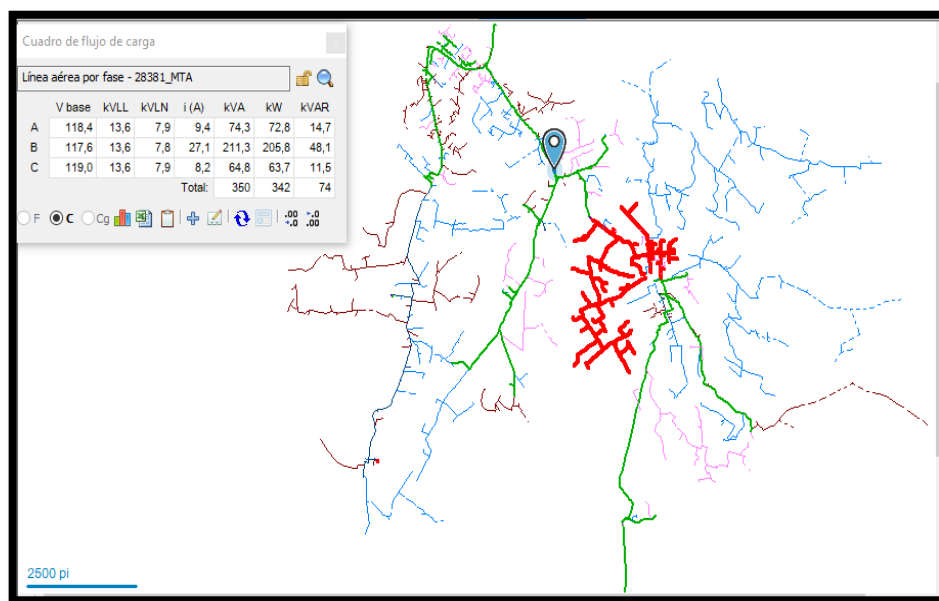 Cuadro de flujo de carga
Línea aérea por fase - 28381_MTA
V base kVLL kVLN i (A) kVA kW kVAR
A 118,4 13,6 7,9 9,4 74,3 72,8 14,7
B 117,6 13,6 7,8 27,1 211,3 205,8 48,1
C 119,0 13,6 7,9 8,2 64,8 63,7 11,5
Total: 350 342 74
F C Cg .00 +.0 +.0 .00
2500 pi